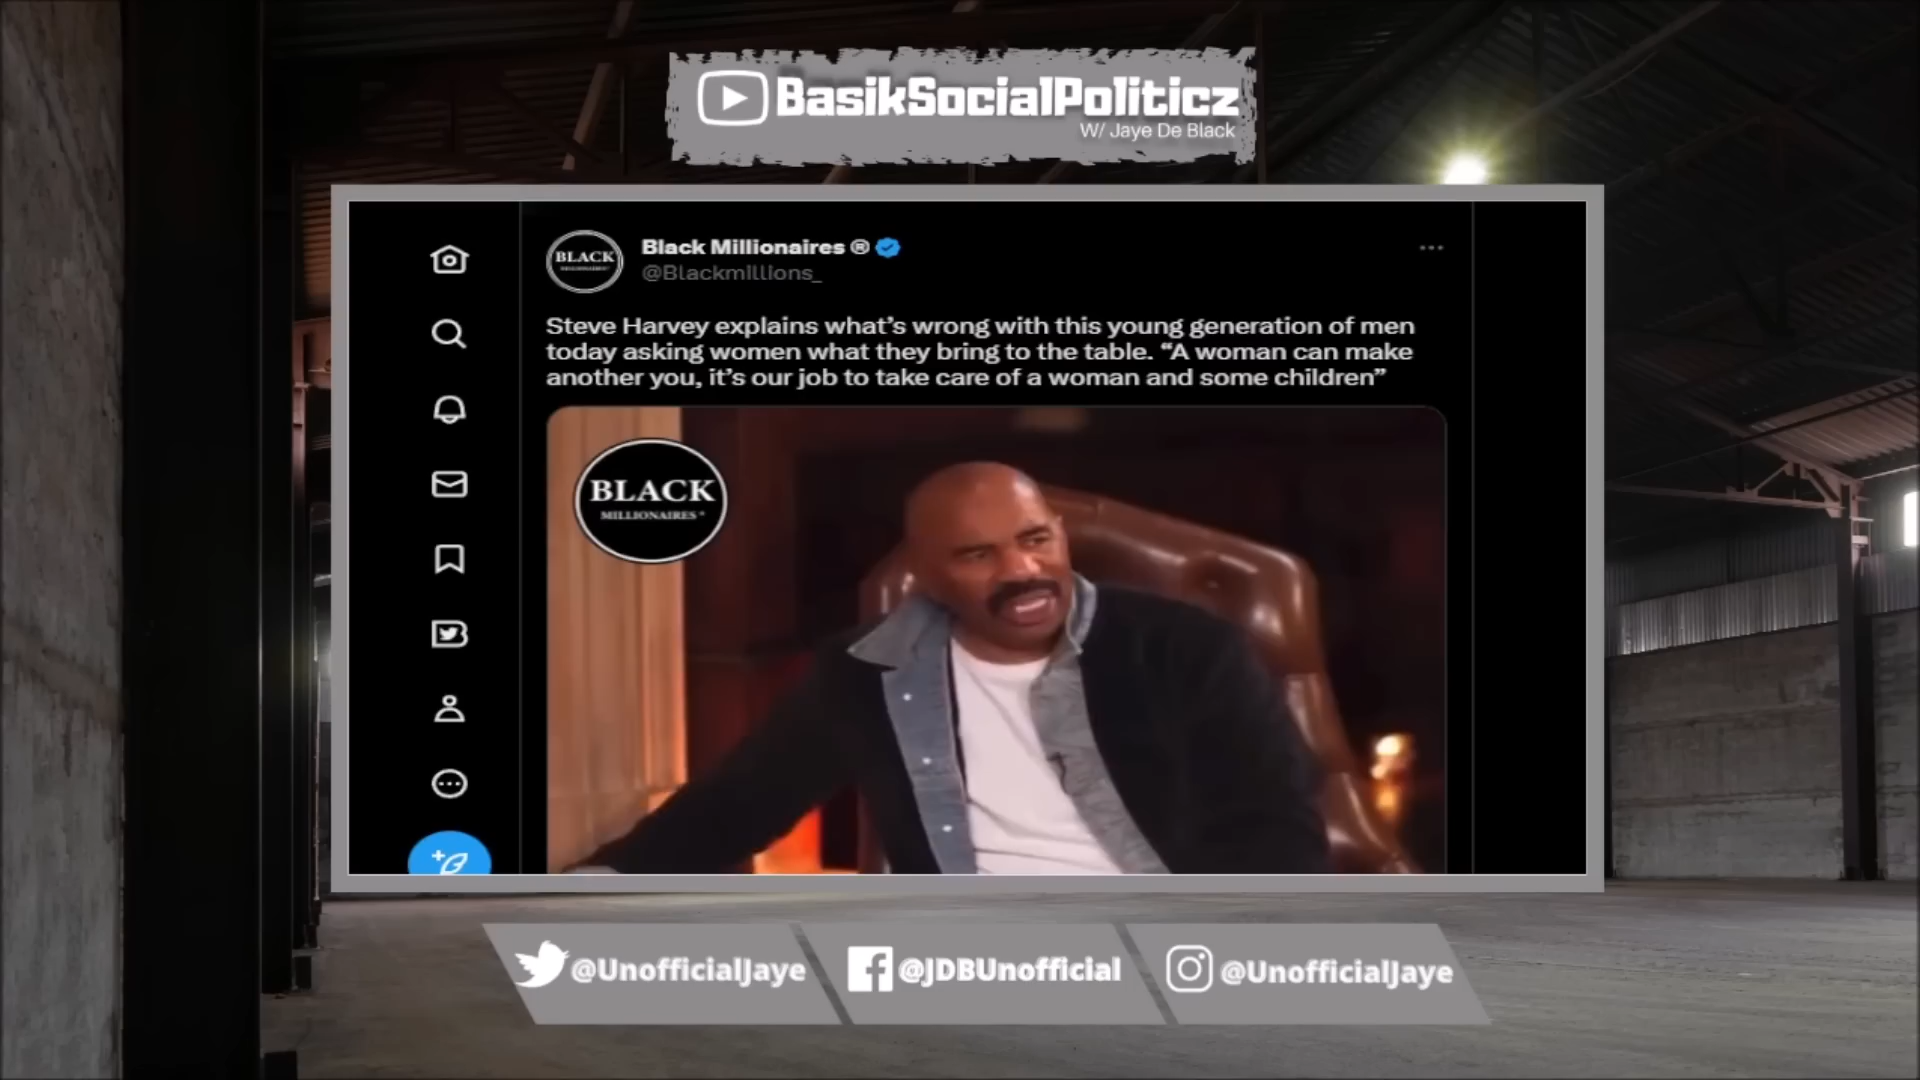 BasikSocialPoliticz
W/ Jaye De Black
BLACK
Black Millionaires ®
@Blackmillions_
Steve Harvey explains what’s wrong with this young generation of men
today asking women what they bring to the table. “A woman can make
another you, it’s our job to take care of a woman and some children”
BLACK
MILLIONAIRES ®
@UnofficialJaye
@JDBUnofficial
@UnofficialJaye